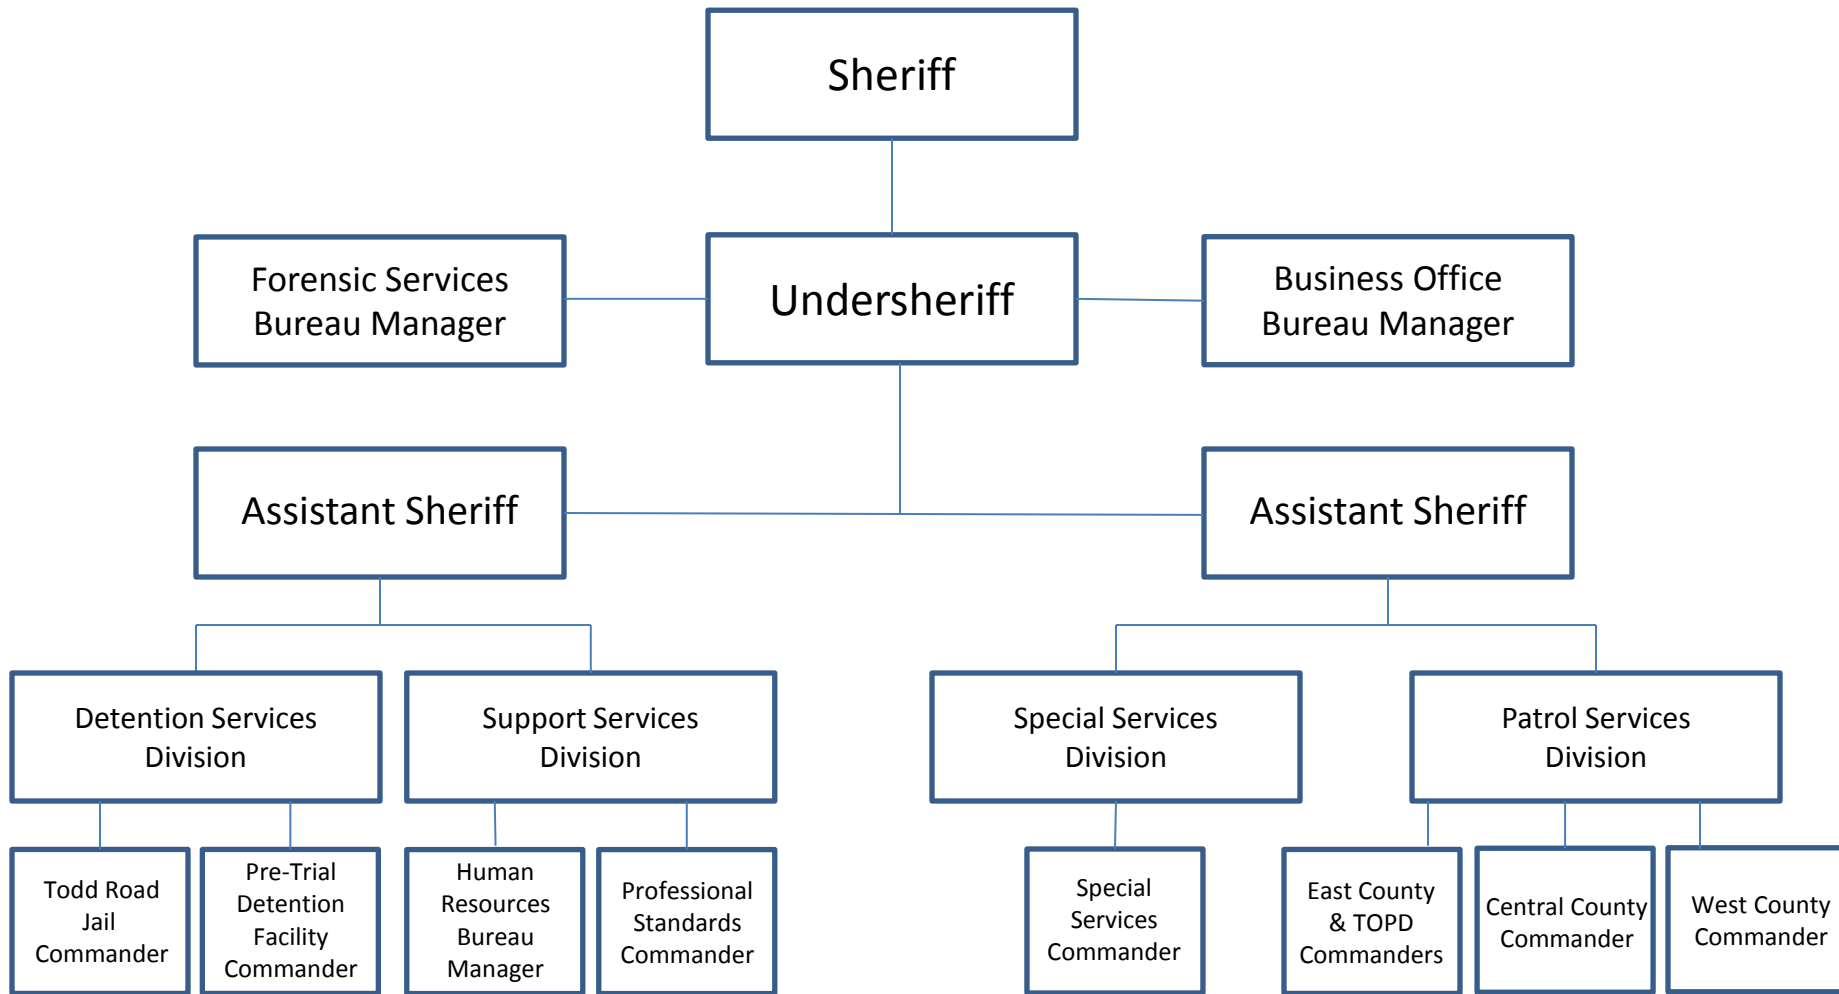 Sheriff
Forensic Services
Bureau Manager
Undersheriff
Business Office
Bureau Manager
Assistant Sheriff
Assistant Sheriff
Detention Services
Division
Support Services
Division
Special Services
Division
Patrol Services
Division
Todd Road
Jail
Commander
Pre-Trial
Detention
Facility
Commander
Human
Resources
Bureau
Manager
Professional
Standards
Commander
Special
Services
Commander
East County
& TOPD
Commanders
Central County
Commander
West County
Commander